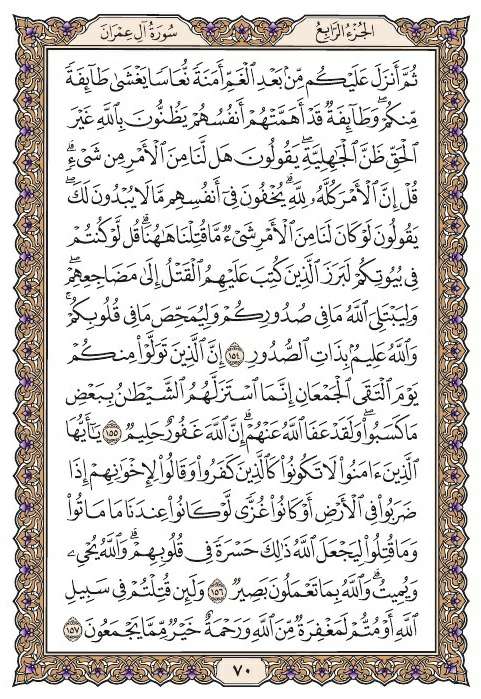 الجزء الرابع
سورة آل عمران
ثُمَّ أَنزَلَ عَلَيْكُم مِّنۢ بَعْدِ ٱلْغَمِّ أَمَنَةً نُّعَاسًا يَغْشَىٰ طَآئِفَةً
مِّنكُمْ ۖ وَطَآئِفَةٌ قَدْ أَهَمَّتْهُمْ أَنفُسُهُمْ يَظُنُّونَ بِٱللَّهِ غَيْرَ
ٱلْحَقِّ ظَنَّ ٱلْجَٰهِلِيَّةِ ۖ يَقُولُونَ هَل لَّنَا مِنَ ٱلْأَمْرِ مِن شَىْءٍ ۗ
قُلْ إِنَّ ٱلْأَمْرَ كُلَّهُۥ لِلَّهِ ۗ يُخْفُونَ فِىٓ أَنفُسِهِم مَّا لَا يُبْدُونَ لَكَ ۖ
يَقُولُونَ لَوْ كَانَ لَنَا مِنَ ٱلْأَمْرِ شَىْءٌ مَّا قُتِلْنَا هَٰهُنَا ۗ قُل لَّوْ كُنتُمْ
فِى بُيُوتِكُمْ لَبَرَزَ ٱلَّذِينَ كُتِبَ عَلَيْهِمُ ٱلْقَتْلُ إِلَىٰ مَضَاجِعِهِمْ ۖ
وَلِيَبْتَلِىَ ٱللَّهُ مَا فِى صُدُورِكُمْ وَلِيُمَحِّصَ مَا فِى قُلُوبِكُمْ ۗ
وَٱللَّهُ عَلِيمٌۢ بِذَاتِ ٱلصُّدُورِ ١٥٤ إِنَّ ٱلَّذِينَ تَوَلَّوْا۟ مِنكُمْ
يَوْمَ ٱلْتَقَى ٱلْجَمْعَانِ إِنَّمَا ٱسْتَزَلَّهُمُ ٱلشَّيْطَٰنُ بِبَعْضِ
مَا كَسَبُوا۟ ۖ وَلَقَدْ عَفَا ٱللَّهُ عَنْهُمْ ۗ إِنَّ ٱللَّهَ غَفُورٌ حَلِيمٌ ١٥٥ يَٰٓأَيُّهَا
ٱلَّذِينَ ءَامَنُوا۟ لَا تَكُونُوا۟ كَٱلَّذِينَ كَفَرُوا۟ وَقَالُوا۟ لِإِخْوَٰنِهِمْ إِذَا
ضَرَبُوا۟ فِى ٱلْأَرْضِ أَوْ كَانُوا۟ غُزًّى لَّوْ كَانُوا۟ عِندَنَا مَا مَاتُوا۟
وَمَا قُتِلُوا۟ لِيَجْعَلَ ٱللَّهُ ذَٰلِكَ حَسْرَةً فِى قُلُوبِهِمْ ۗ وَٱللَّهُ يُحْىِۦ
وَيُمِيتُ ۗ وَٱللَّهُ بِمَا تَعْمَلُونَ بَصِيرٌ ١٥٦ وَلَئِن قُتِلْتُمْ فِى سَبِيلِ
ٱللَّهِ أَوْ مُتُّمْ لَمَغْفِرَةٌ مِّنَ ٱللَّهِ وَرَحْمَةٌ خَيْرٌ مِّمَّا يَجْمَعُونَ ١٥٧
٧٠